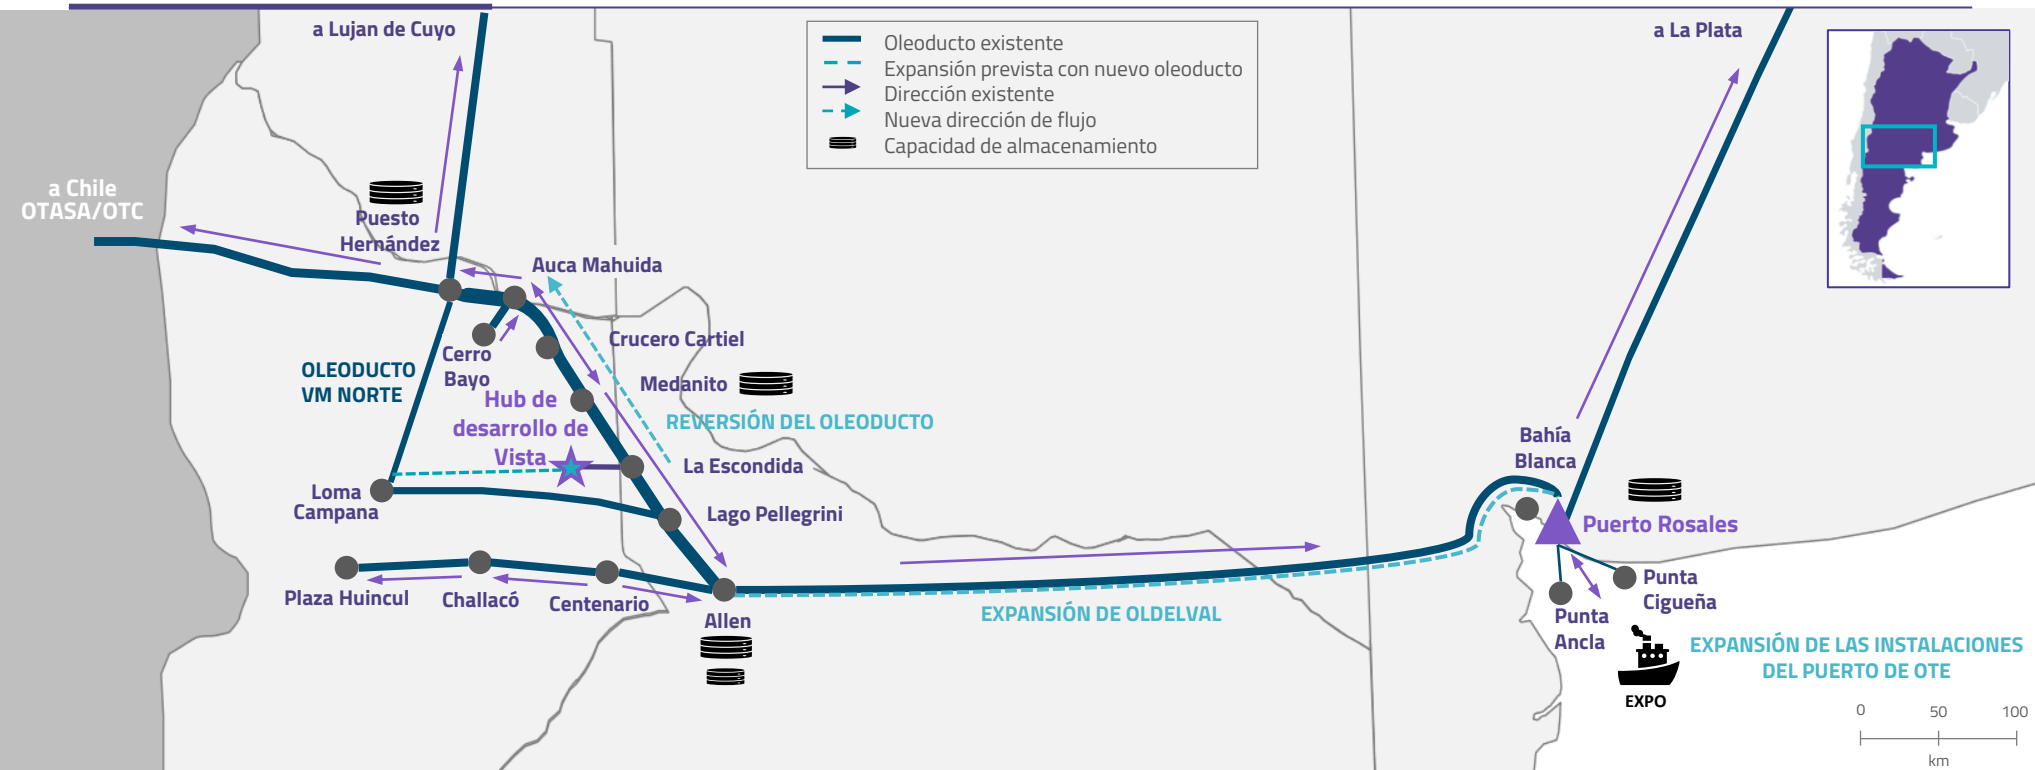 a Lujan de Cuyo
Oleoducto existente
Expansión prevista con nuevo oleoducto
Dirección existente
Nueva dirección de flujo
Capacidad de almacenamiento
a La Plata
a Chile
OTASA/OTC
Puesto
Hernández
Auca Mahuida
Crucero Cartiel
Cerro
Bayo
OLEODUCTO
VM NORTE
Medanito
Hub de
desarrollo de
Vista
REVERSIÓN DEL OLEODUCTO
La Escondida
Loma
Campana
Lago Pellegrini
Bahía
Blanca
Puerto Rosales
Plaza Huincul
Challacó
Centenario
Allen
EXPANSIÓN DE OLDELVAL
Punta
Cigueña
Punta
Ancla
EXPANSIÓN DE LAS INSTALACIONES
DEL PUERTO DE OTE
EXPO
0 50 100
km